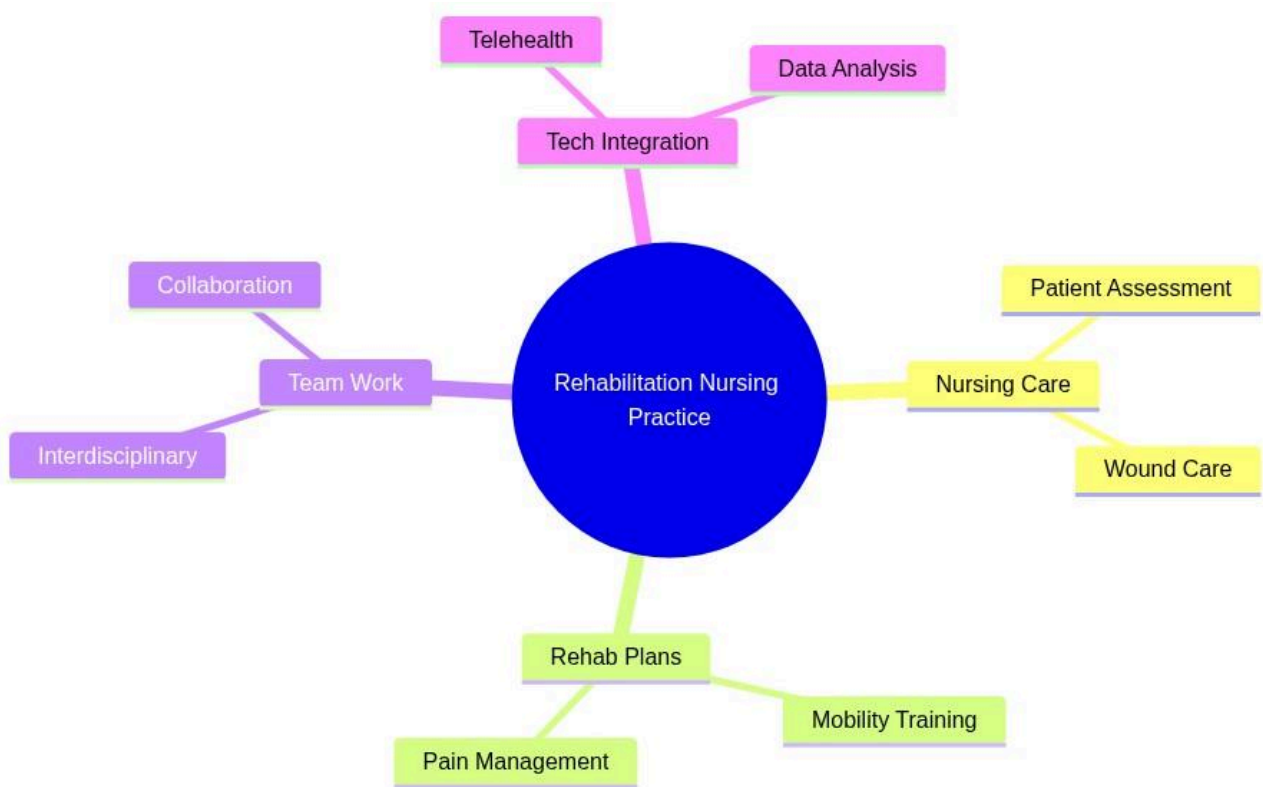 Telehealth
Data Analysis
Tech Integration
Collaboration
Patient Assessment
Team Work
Rehabilitation Nursing
Practice
Nursing Care
Interdisciplinary
Wound Care
Rehab Plans
Mobility Training
Pain Management